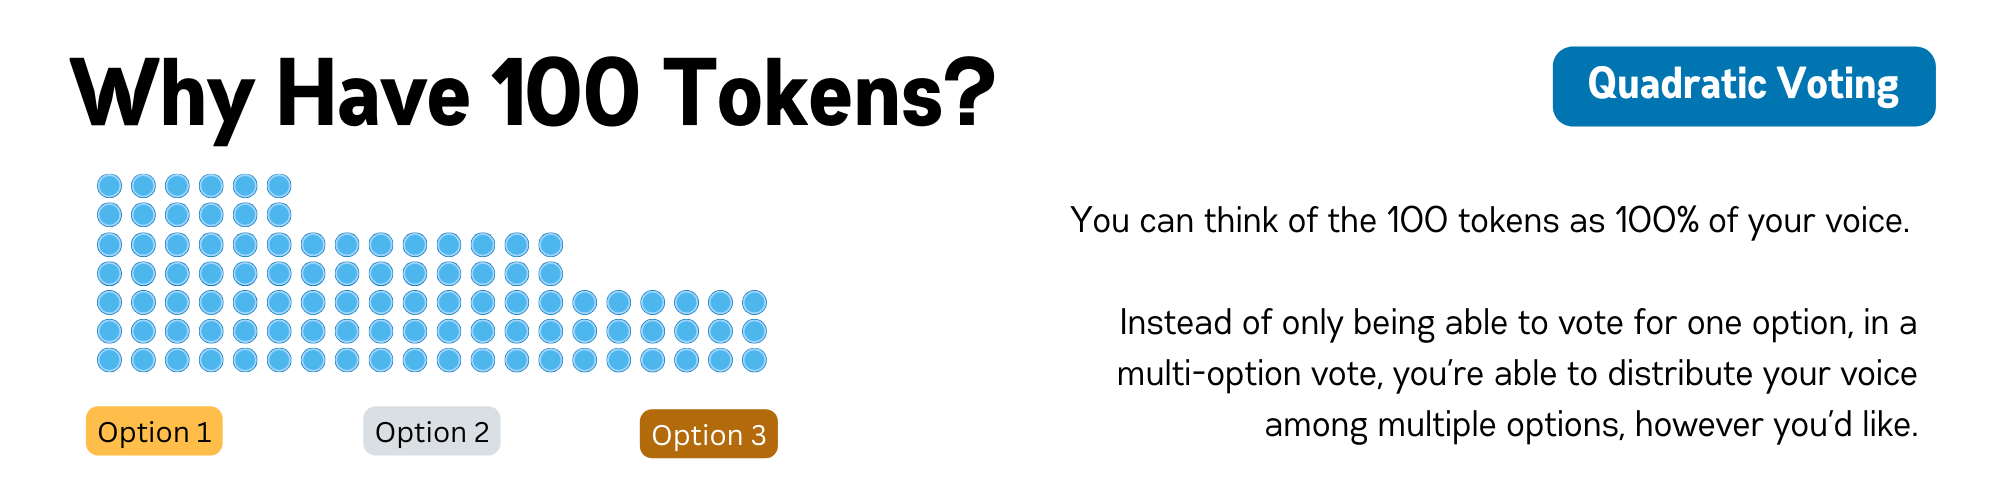 Why Have 100 Tokens?
Quadratic Voting
You can think of the 100 tokens as 100% of your voice.
Instead of only being able to vote for one option, in a
multi-option vote, you're able to distribute your voice
among multiple options, however you'd like.
Option 1
Option 2
Option 3